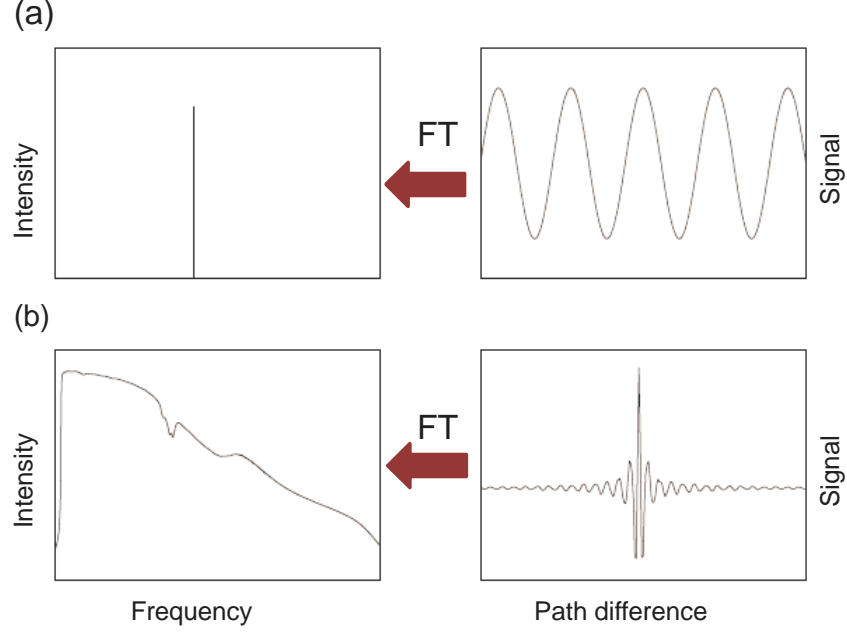 (a)
Intensity
FT
Signal
(b)
Intensity
FT
Signal
Frequency
Path difference